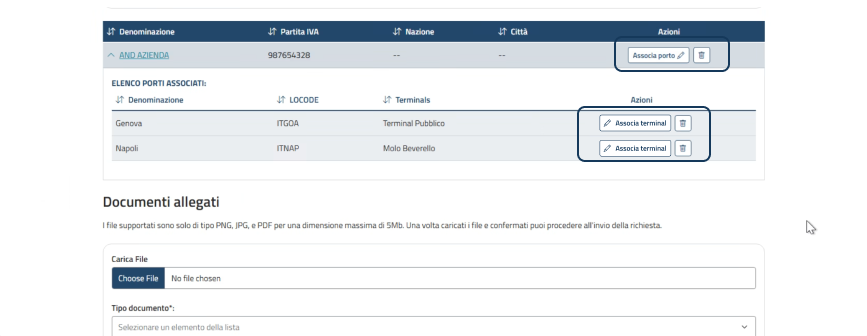 Denominazione Partita IVA Nazione Città Azioni
AND AZIENDA 987654328 -- -- Associa porto
ELENCO PORTI ASSOCIATI:
Denominazione LOCODE Terminals Azioni
Genova ITGOA Terminal Pubblico Associa terminal
Napoli ITNAP Molo Beverello Associa terminal
Documenti allegati
I file supportati sono solo di tipo PNG, JPG, e PDF per una dimensione massima di 5Mb. Una volta caricati i file e confermati puoi procedere all'invio della richiesta.
Carica File
Choose File No file chosen
Tipo documento*:
Selezionare un elemento della lista